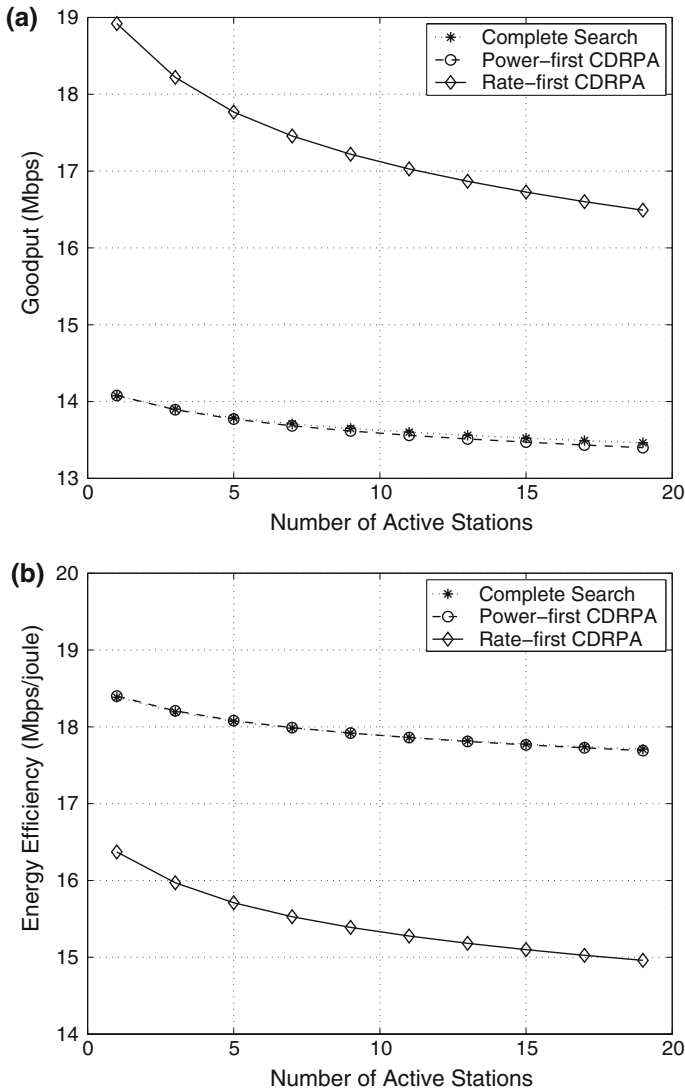 (a)
19
18
17
16
15
14
13
0
5
10
15
20
Goodput (Mbps)
Number of Active Stations
Complete Search
Power−first CDRPA
Rate−first CDRPA
(b)
20
19
18
17
16
15
14
0
5
10
15
20
Energy Efficiency (Mbps/joule)
Number of Active Stations
Complete Search
Power−first CDRPA
Rate−first CDRPA